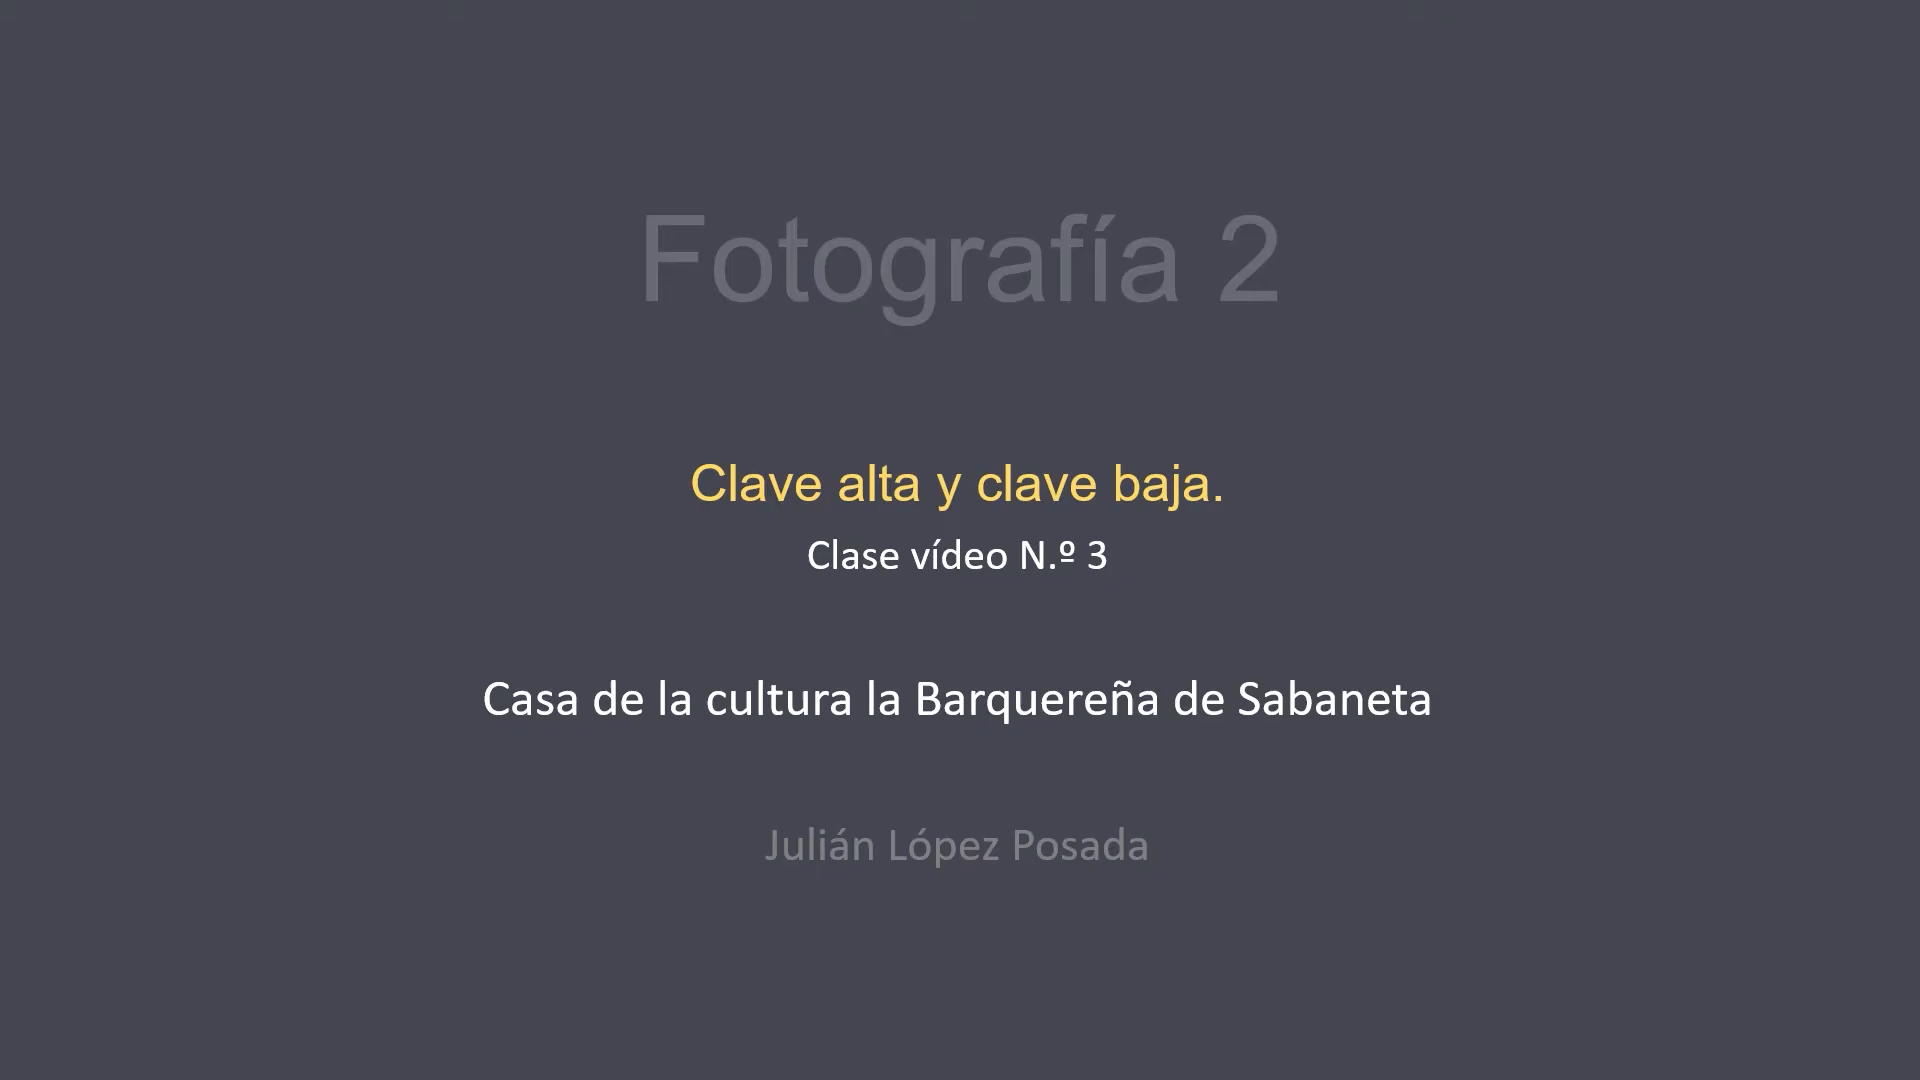 Fotografía 2
Clave alta y clave baja.
Clase vídeo N.º 3
Casa de la cultura la Barquereña de Sabaneta
Julián López Posada